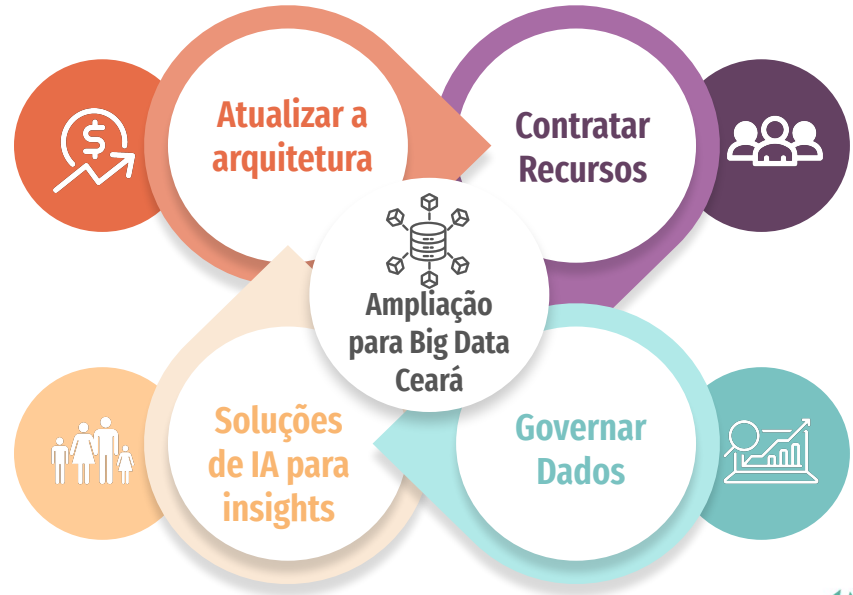 Atualizar a
arquitetura
Contratar
Recursos
Ampliação
para Big Data
Ceará
Soluções
de IA para
insights
Governar
Dados